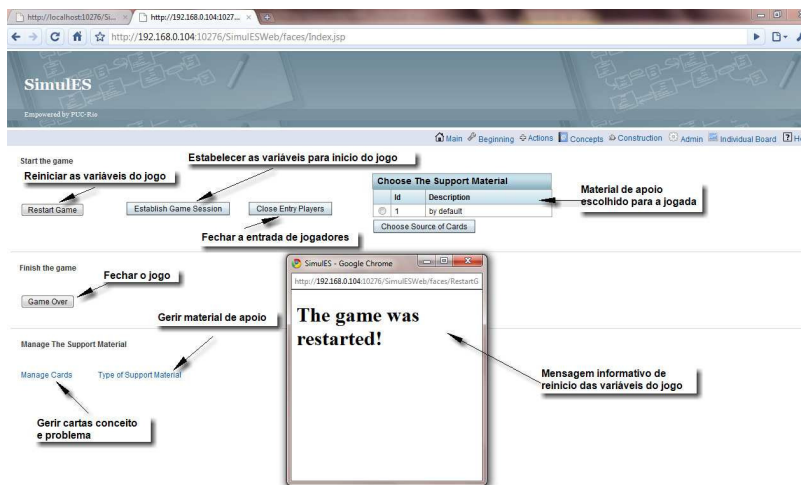 http://localhost:10276/Si...
http://192.168.0.104:1027...
http://192.168.0.104:10276/SimulESWeb/faces/Index.jsp
SimulES
Empowered by PUC-Rio
Main Beginning Actions Concepts Construction Admin Individual Board
Start the game
Estabelecer as variáveis para inicio do jogo
Reiniciar as variáveis do jogo
Choose The Support Material
Id Description
1 by default
Material de apoio
escolhido para a jogada
Restart Game
Establish Game Session
Close Entry Players
Choose Source of Cards
Fechar a entrada de jogadores
Finish the game
Fechar o jogo
SimulES - Google Chrome
http://192.168.0.104:10276/SimulESWeb/faces/RestartG
Game Over
The game was
restarted!
Gerir material de apoio
Manage The Support Material
Manage Cards
Type of Support Material
Mensagem informativo de
reinicio das variáveis do jogo
Gerir cartas conceito
e problema